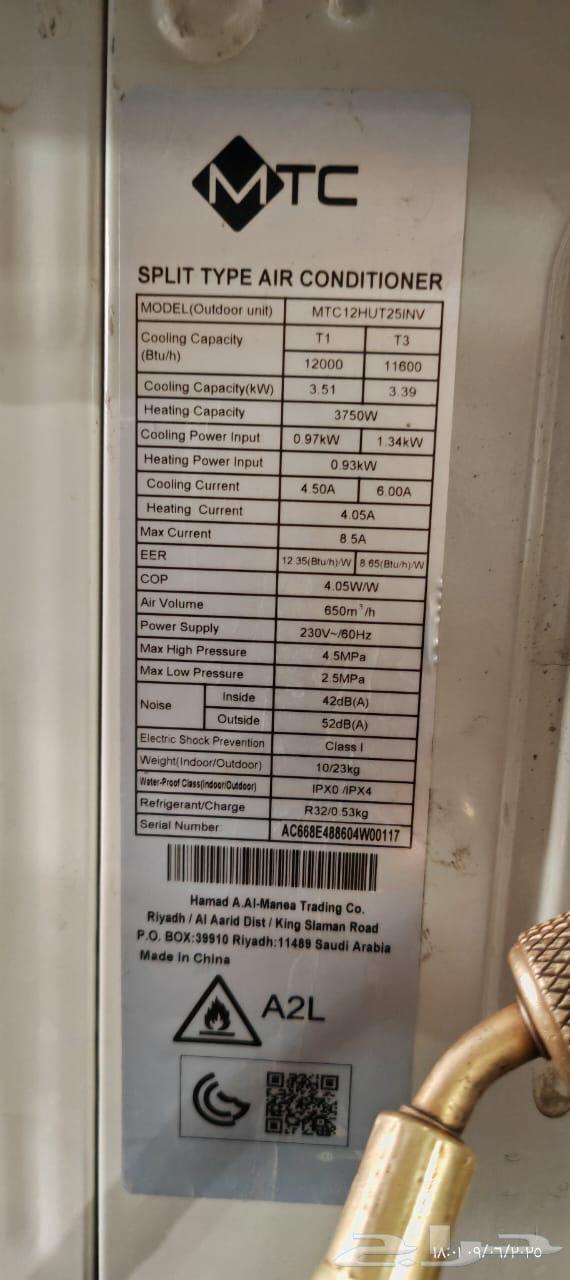 MTC
SPLIT TYPE AIR CONDITIONER
MODEL(Outdoor unit) MTC12HUT25INV
Cooling Capacity (Btu/h) T1 T3
12000 11600
Cooling Capacity(kW) 3.51 3.39
Heating Capacity 3750W
Cooling Power Input 0.97kW 1.34kW
Heating Power Input 0.93kW
Cooling Current 4.50A 6.00A
Heating Current 4.05A
Max Current 8.5A
EER 12.35(Btu/h)/W 8.65(Btu/h)/W
COP 4.05W/W
Air Volume 650m³/h
Power Supply 230V~/60Hz
Max High Pressure 4.5MPa
Max Low Pressure 2.5MPa
Noise Inside 42dB(A)
Outside 52dB(A)
Electric Shock Prevention Class I
Weight(Indoor/Outdoor) 10/23kg
Water-Proof Class(Indoor/Outdoor) IPX0 /IPX4
Refrigerant/Charge R32/0.53kg
Serial Number: AC668E488604W00117
Hamad A.Al-Manea Trading Co.
Riyadh / Al Aarid Dist / King Slaman Road
P.O. BOX:39910 Riyadh:11489 Saudi Arabia
Made In China
A2L
حراج
١٨:٠١ ٠٩/٠٦/٢٠٢٥